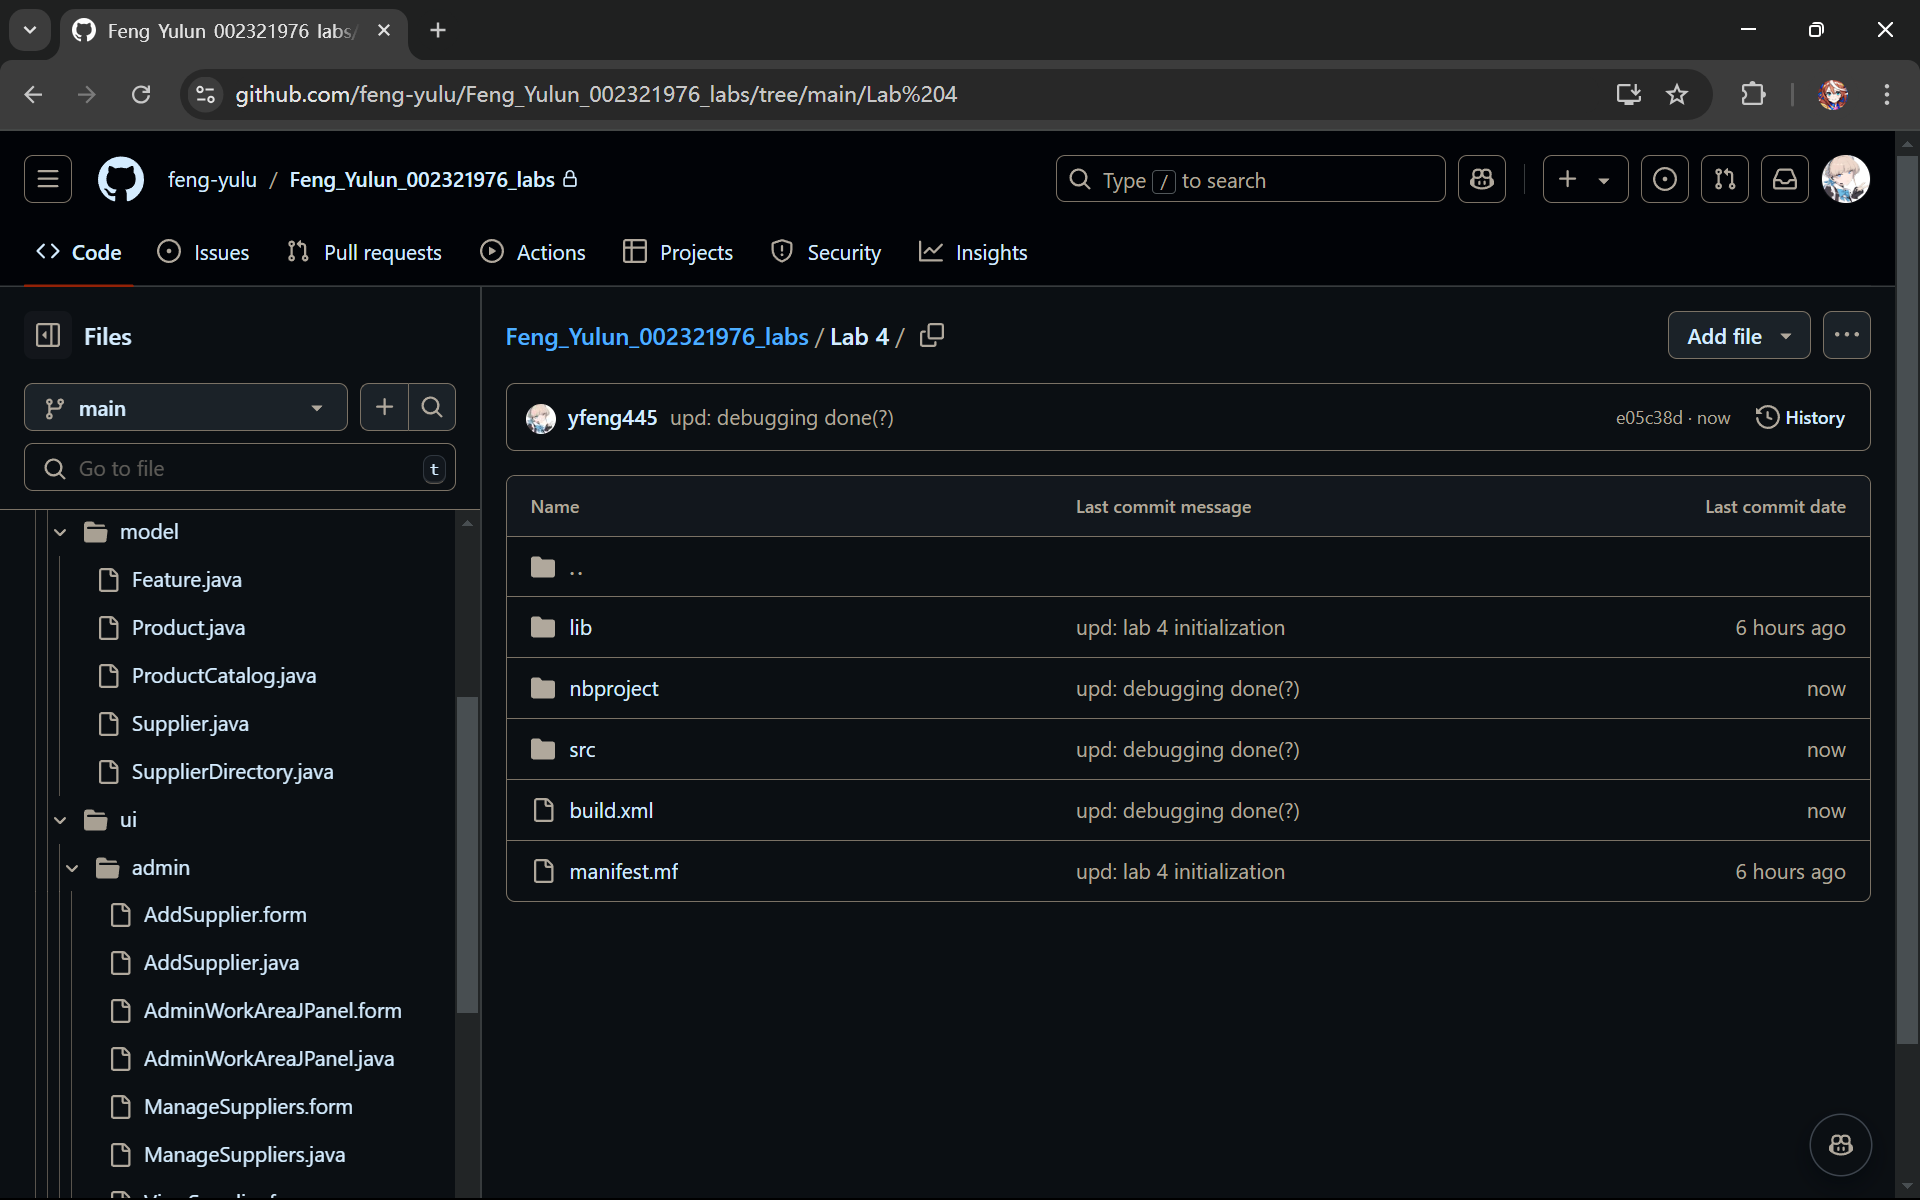 Feng_Yulun_002321976_labs/
github.com/feng-yulu/Feng_Yulun_002321976_labs/tree/main/Lab%204
feng-yulu / Feng_Yulun_002321976_labs
Type / to search
Code
Issues
Pull requests
Actions
Projects
Security
Insights
Files
main
Go to file
t
model
Feature.java
Product.java
ProductCatalog.java
Supplier.java
SupplierDirectory.java
ui
admin
AddSupplier.form
AddSupplier.java
AdminWorkAreaJPanel.form
AdminWorkAreaJPanel.java
ManageSuppliers.form
ManageSuppliers.java
Feng_Yulun_002321976_labs / Lab 4 /
Add file
yfeng445 upd: debugging done(?)
e05c38d · now
History
Name Last commit message Last commit date
..
lib upd: lab 4 initialization 6 hours ago
nbproject upd: debugging done(?) now
src upd: debugging done(?) now
build.xml upd: debugging done(?) now
manifest.mf upd: lab 4 initialization 6 hours ago